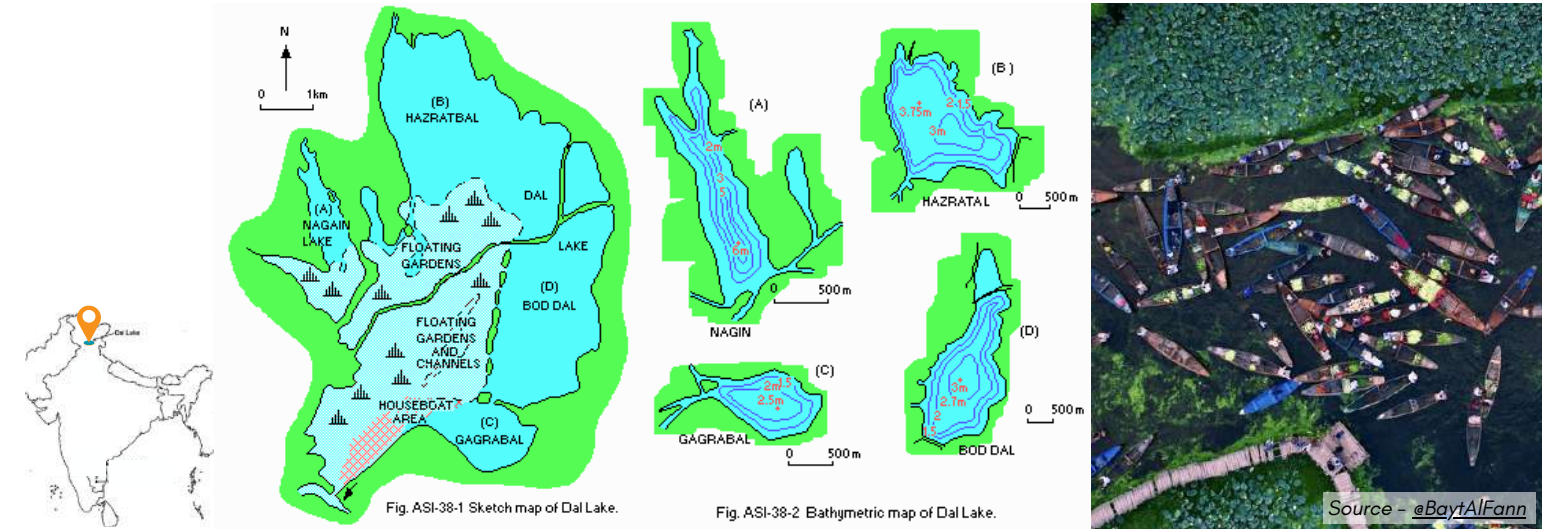 Dal Lake
N
0 1km
(B)
HAZRATBAL
(A)
NAGAIN
LAKE
DAL
LAKE
FLOATING
GARDENS
(D)
BOD DAL
FLOATING
GARDENS
AND
CHANNELS
HOUSEBOAT
AREA
(C)
GAGRABAL
Fig. ASI-38-1 Sketch map of Dal Lake.
(A)
2m
3
5
6m
0 500m
NAGIN
(B)
3.75m
2-1.5
3m
0 500m
HAZRATAL
(C)
2m 1.5
2.5m
GAGRABAL
0 500m
(D)
3m
2.7m
2
1.5
0 500m
BOD DAL
Fig. ASI-38-2 Bathymetric map of Dal Lake.
Source - @BaytAlFann